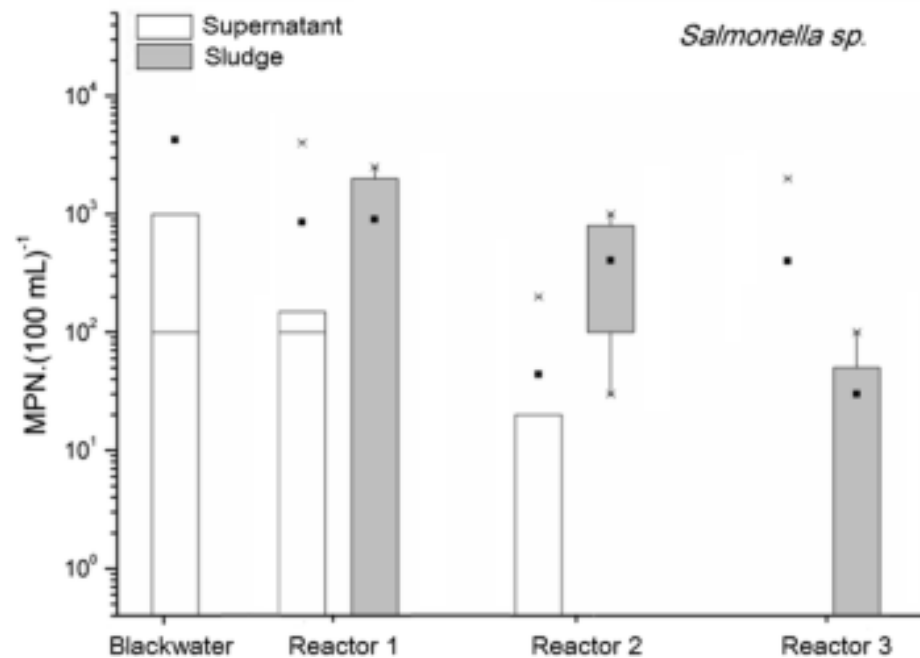 Supernatant
Sludge
Salmonella sp.
MPN.(100 mL)⁻¹
10⁴
10³
10²
10¹
10⁰
Blackwater Reactor 1 Reactor 2 Reactor 3